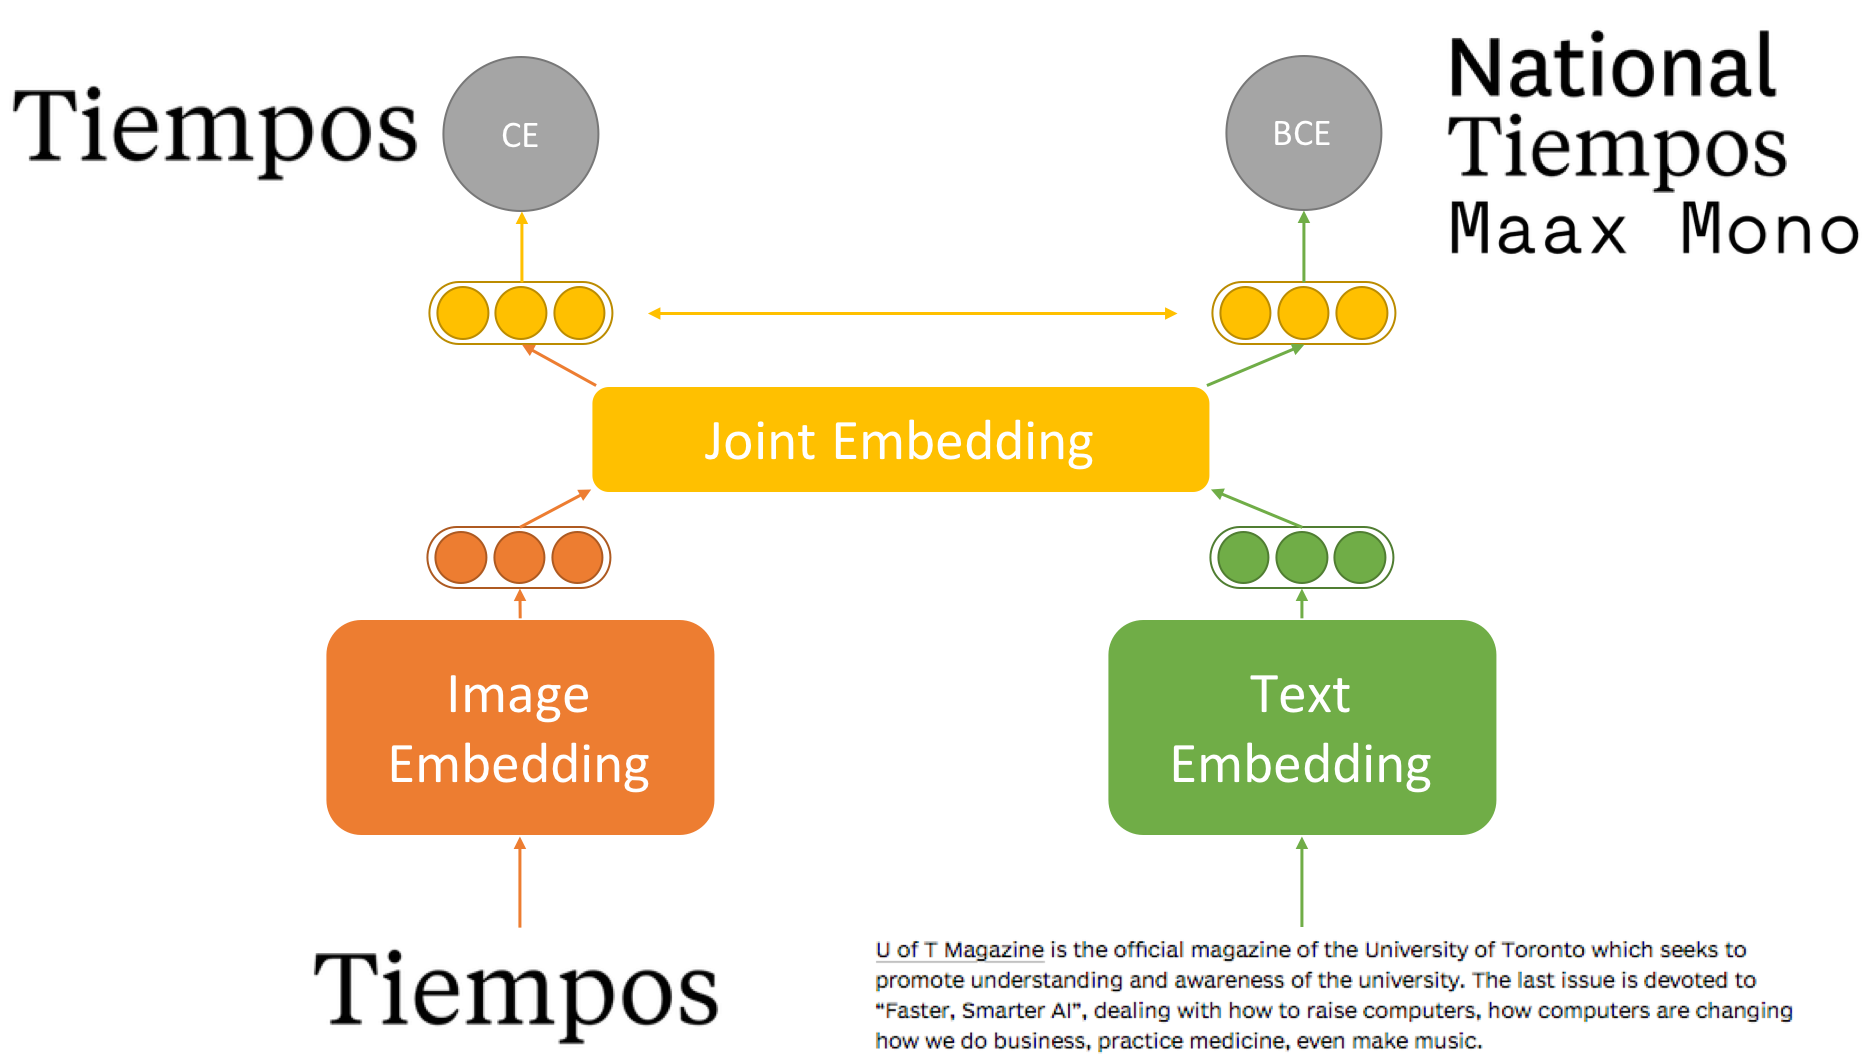 Tiempos
CE
BCE
National
Tiempos
Maax Mono
Joint Embedding
Image
Embedding
Text
Embedding
Tiempos
U of T Magazine is the official magazine of the University of Toronto which seeks to
promote understanding and awareness of the university. The last issue is devoted to
“Faster, Smarter AI”, dealing with how to raise computers, how computers are changing
how we do business, practice medicine, even make music.